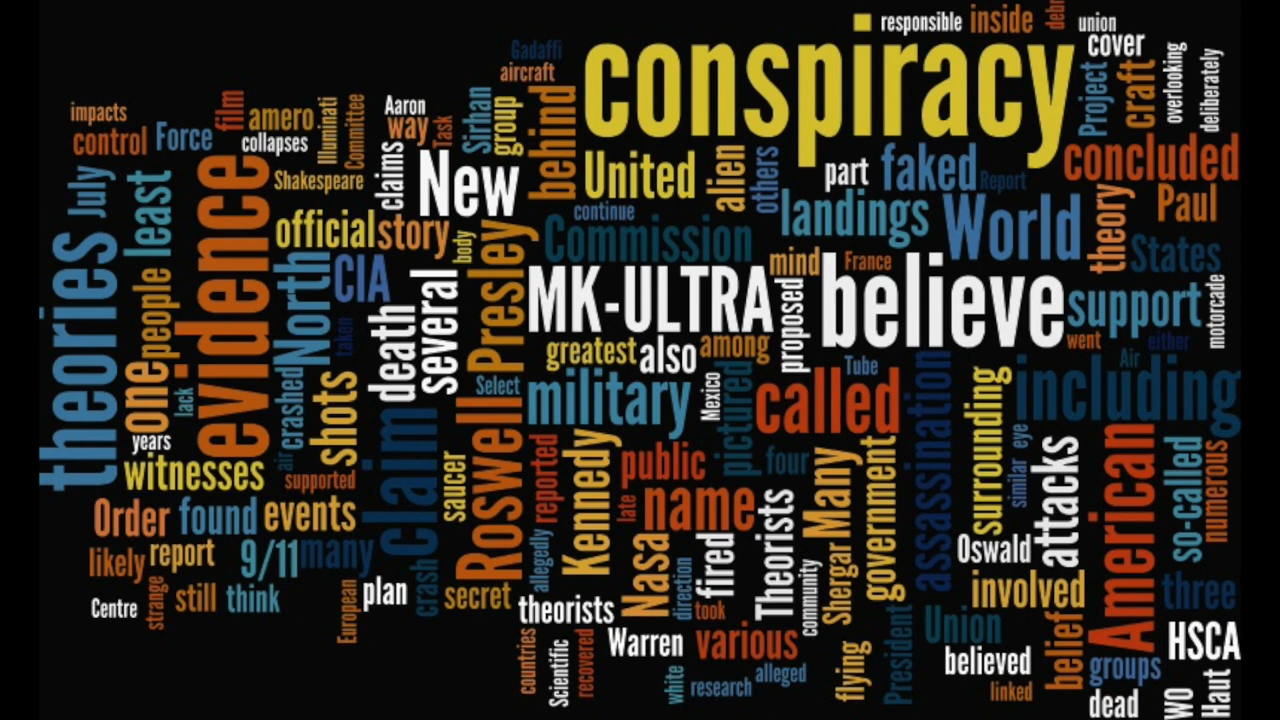 responsible
inside
union
cover
overlooking
deliberately
Gadaffi
aircraft
conspiracy
Project
craft
impacts
film
amero
Illuminati
Committee
Aaron
way
Task
Sirhan
group
behind
control
Force
collapses
Shakespeare
claims
New
United
alien
others
part
faked
Report
concluded
July
least
evidence
official
story
body
continue
Commission
landings
World
theory
Paul
States
theories
people
North
CIA
Presley
MK-ULTRA
mind
France
proposed
believe
support
motorcade
one
taken
death
several
greatest
also
among
went
either
Air
lack
crashed
shots
Select
military
Mexico
pictured
Tube
called
assassination
surrounding
including
years
witnesses
air
supported
claim
saucer
Roswell
reported
Kennedy
public
four
Many
government
similar
eye
attacks
American
so-called
numerous
Order
found
events
late
name
Theorists
likely
report
9/11
many
crash
allegedly
Nasa
direction
fired
community
Shergar
Oswald
involved
three
Centre
strange
still
think
European
plan
secret
theorists
took
President
Union
belief
HSCA
countries
Scientific
recovered
Warren
various
white
research
alleged
flying
believed
linked
groups
dead
Haut